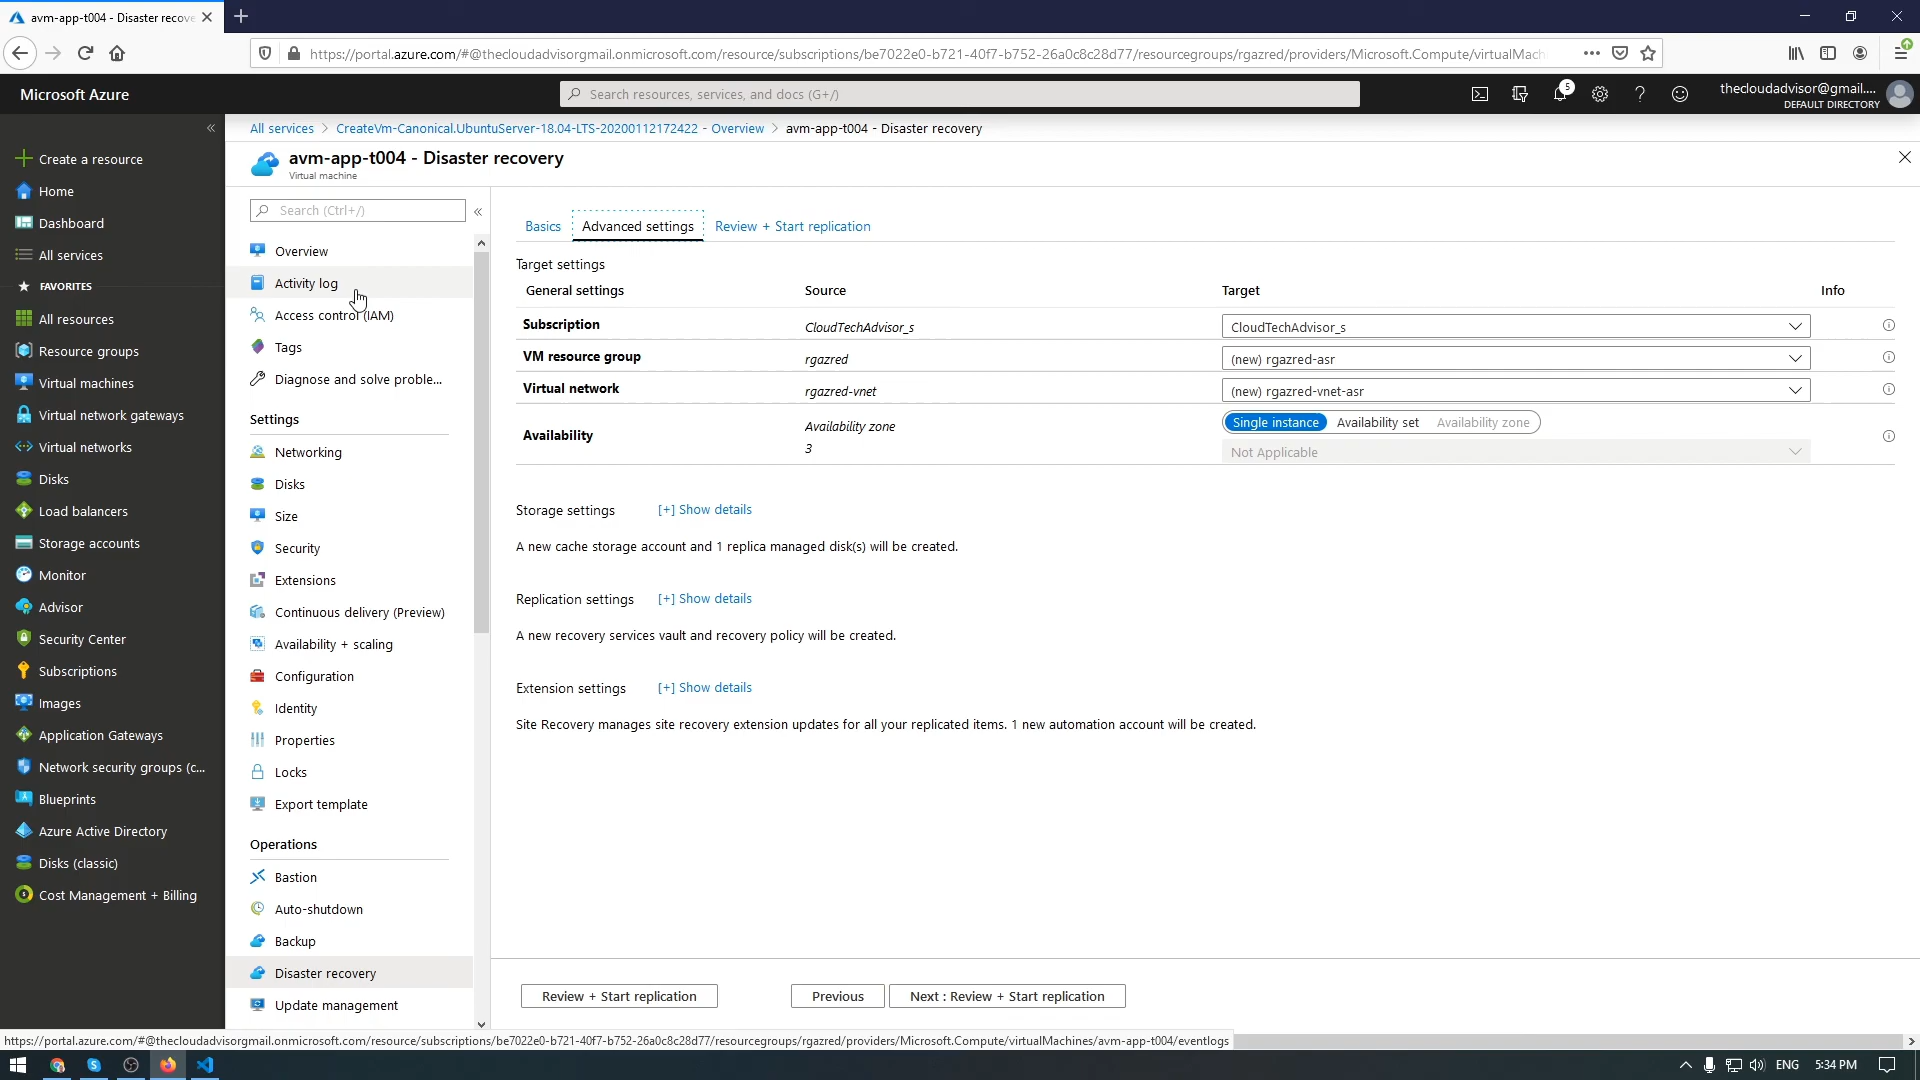 avm-app-t004 - Disaster recove
https://portal.azure.com/#@thecloudadvisorgmail.onmicrosoft.com/resource/subscriptions/be7022e0-b721-40f7-b752-26a0c8c28d77/resourcegroups/rgazred/providers/Microsoft.Compute/virtualMach
Microsoft Azure
Search resources, services, and docs (G+/)
5
thecloudadvisor@gmail....
DEFAULT DIRECTORY
All services > CreateVm-Canonical.UbuntuServer-18.04-LTS-20200112172422 - Overview > avm-app-t004 - Disaster recovery
avm-app-t004 - Disaster recovery
Virtual machine
Create a resource
Home
Dashboard
All services
FAVORITES
All resources
Resource groups
Virtual machines
Virtual network gateways
Virtual networks
Disks
Load balancers
Storage accounts
Monitor
Advisor
Security Center
Subscriptions
Images
Application Gateways
Network security groups (c...
Blueprints
Azure Active Directory
Disks (classic)
Cost Management + Billing
Search (Ctrl+/)
Overview
Activity log
Access control (IAM)
Tags
Diagnose and solve proble...
Settings
Networking
Disks
Size
Security
Extensions
Continuous delivery (Preview)
Availability + scaling
Configuration
Identity
Properties
Locks
Export template
Operations
Bastion
Auto-shutdown
Backup
Disaster recovery
Update management
Basics Advanced settings Review + Start replication
Target settings
General settings Source Target Info
Subscription CloudTechAdvisor_s CloudTechAdvisor_s
VM resource group rgazred (new) rgazred-asr
Virtual network rgazred-vnet (new) rgazred-vnet-asr
Availability Availability zone Single instance Availability set Availability zone
3 Not Applicable
Storage settings [+] Show details
A new cache storage account and 1 replica managed disk(s) will be created.
Replication settings [+] Show details
A new recovery services vault and recovery policy will be created.
Extension settings [+] Show details
Site Recovery manages site recovery extension updates for all your replicated items. 1 new automation account will be created.
Review + Start replication Previous Next : Review + Start replication
https://portal.azure.com/#@thecloudadvisorgmail.onmicrosoft.com/resource/subscriptions/be7022e0-b721-40f7-b752-26a0c8c28d77/resourcegroups/rgazred/providers/Microsoft.Compute/virtualMachines/avm-app-t004/eventlogs
ENG 5:34 PM